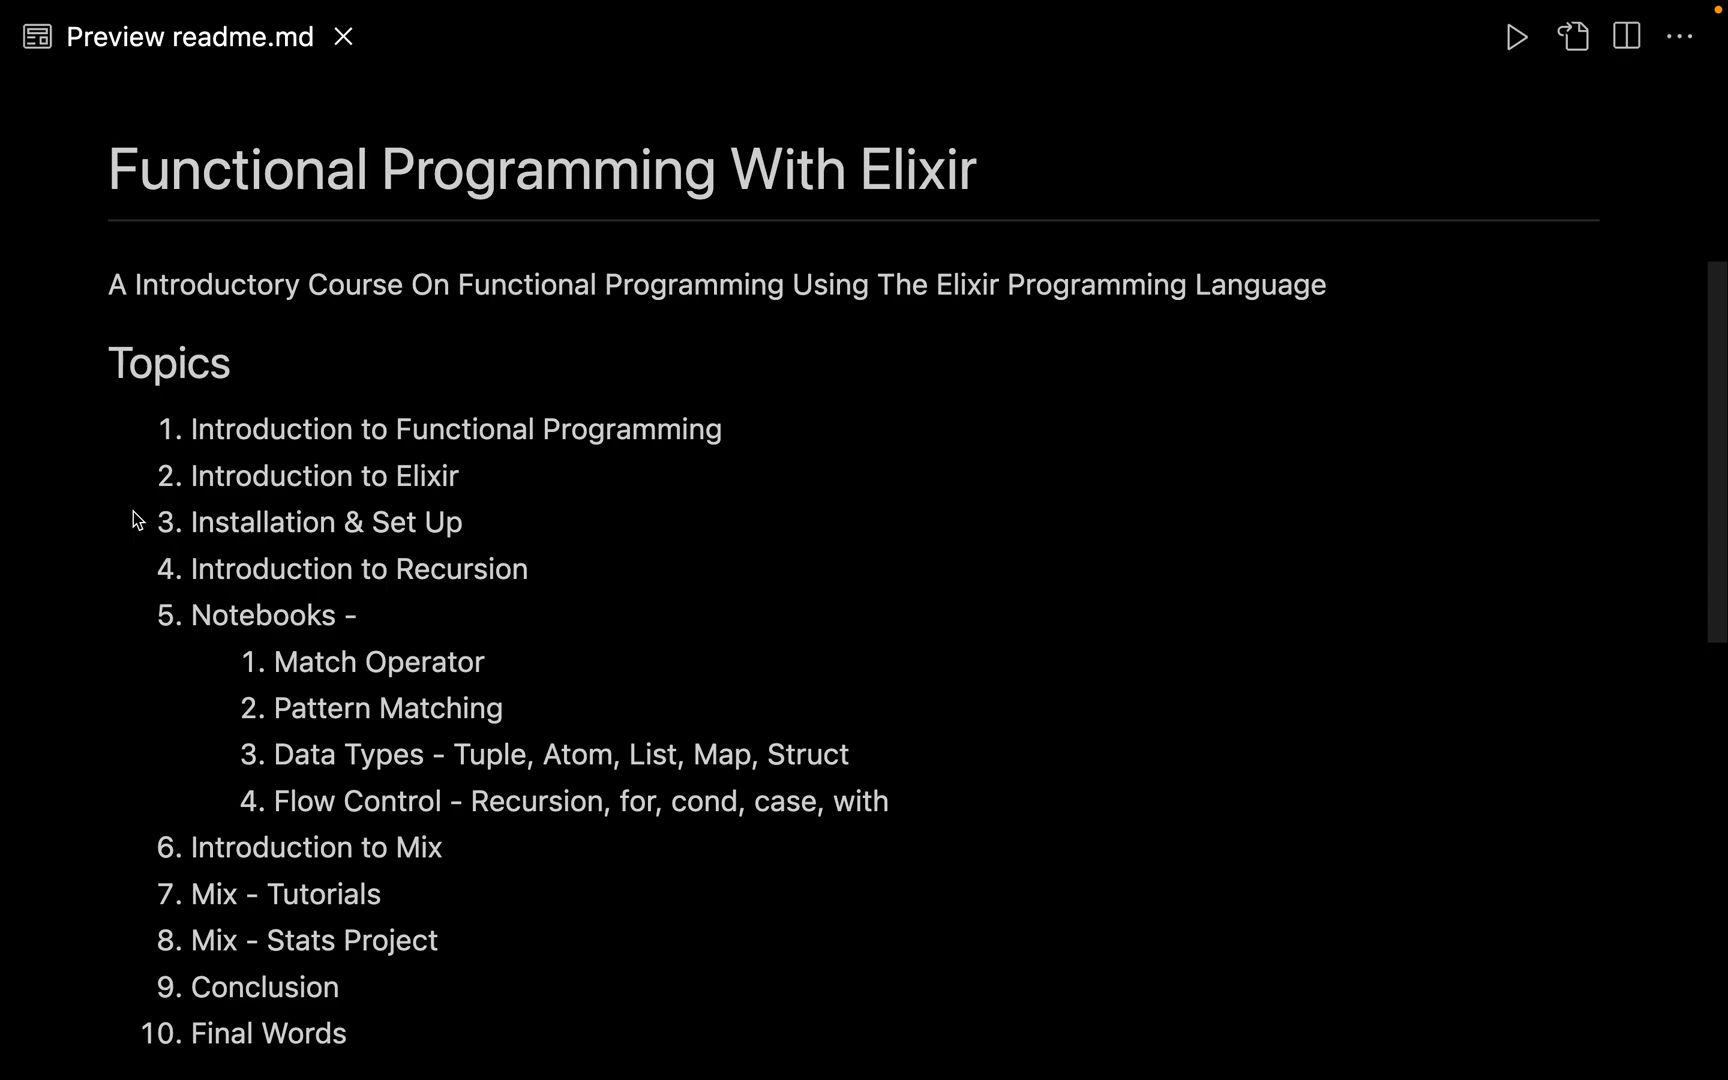 Preview readme.md
Functional Programming With Elixir
A Introductory Course On Functional Programming Using The Elixir Programming Language
Topics
1. Introduction to Functional Programming
2. Introduction to Elixir
3. Installation & Set Up
4. Introduction to Recursion
5. Notebooks -
1. Match Operator
2. Pattern Matching
3. Data Types - Tuple, Atom, List, Map, Struct
4. Flow Control - Recursion, for, cond, case, with
6. Introduction to Mix
7. Mix - Tutorials
8. Mix - Stats Project
9. Conclusion
10. Final Words